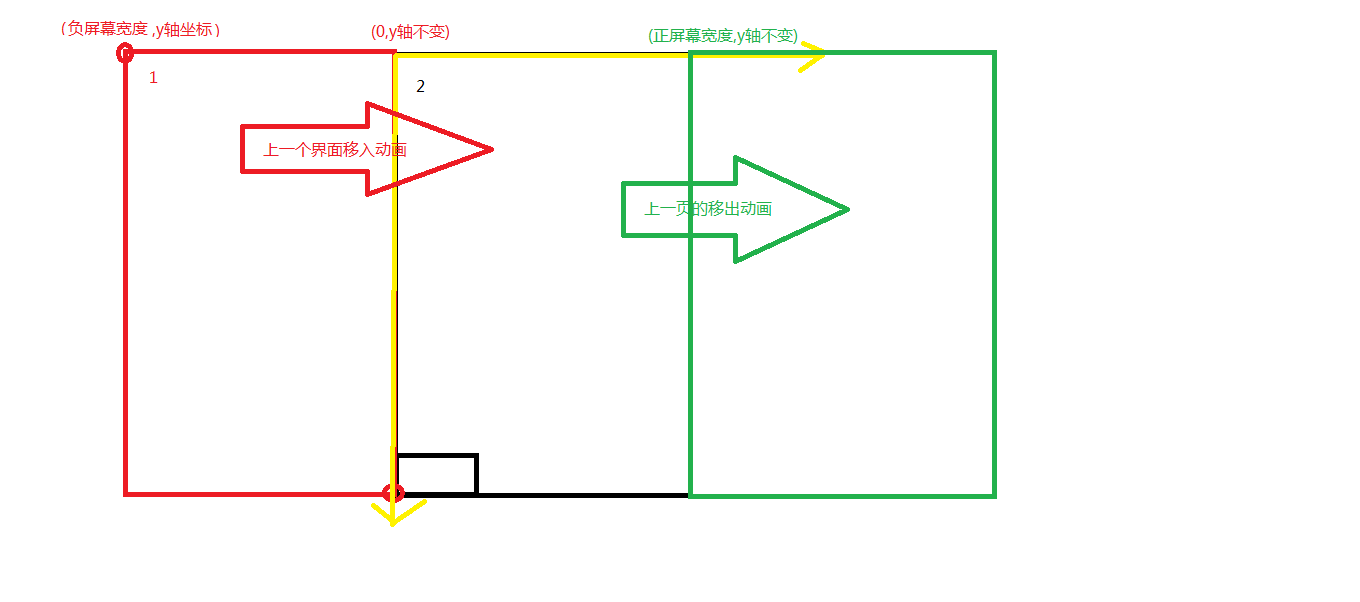 (负屏幕宽度 ,y轴坐标)
(0,y轴不变)
(正屏幕宽度,y轴不变)
1
2
上一个界面移入动画
上一页的移出动画